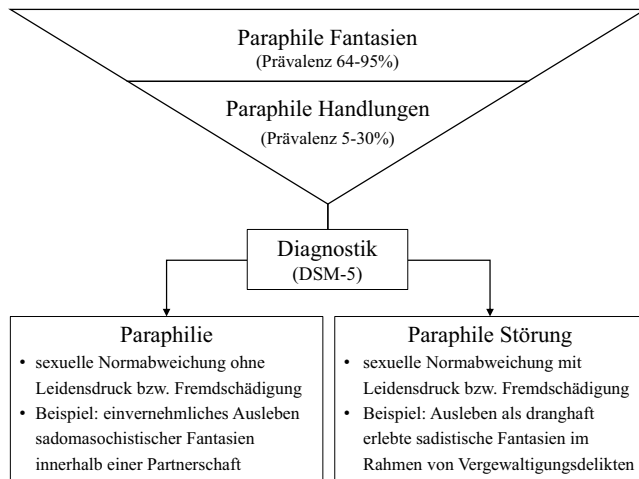 Paraphile Fantasien
(Prävalenz 64-95%)
Paraphile Handlungen
(Prävalenz 5-30%)
Diagnostik
(DSM-5)
Paraphilie
• sexuelle Normabweichung ohne
Leidensdruck bzw. Fremdschädigung
• Beispiel: einvernehmliches Ausleben
sadomasochistischer Fantasien
innerhalb einer Partnerschaft
Paraphile Störung
• sexuelle Normabweichung mit
Leidensdruck bzw. Fremdschädigung
• Beispiel: Ausleben als dranghaft
erlebte sadistische Fantasien im
Rahmen von Vergewaltigungsdelikten